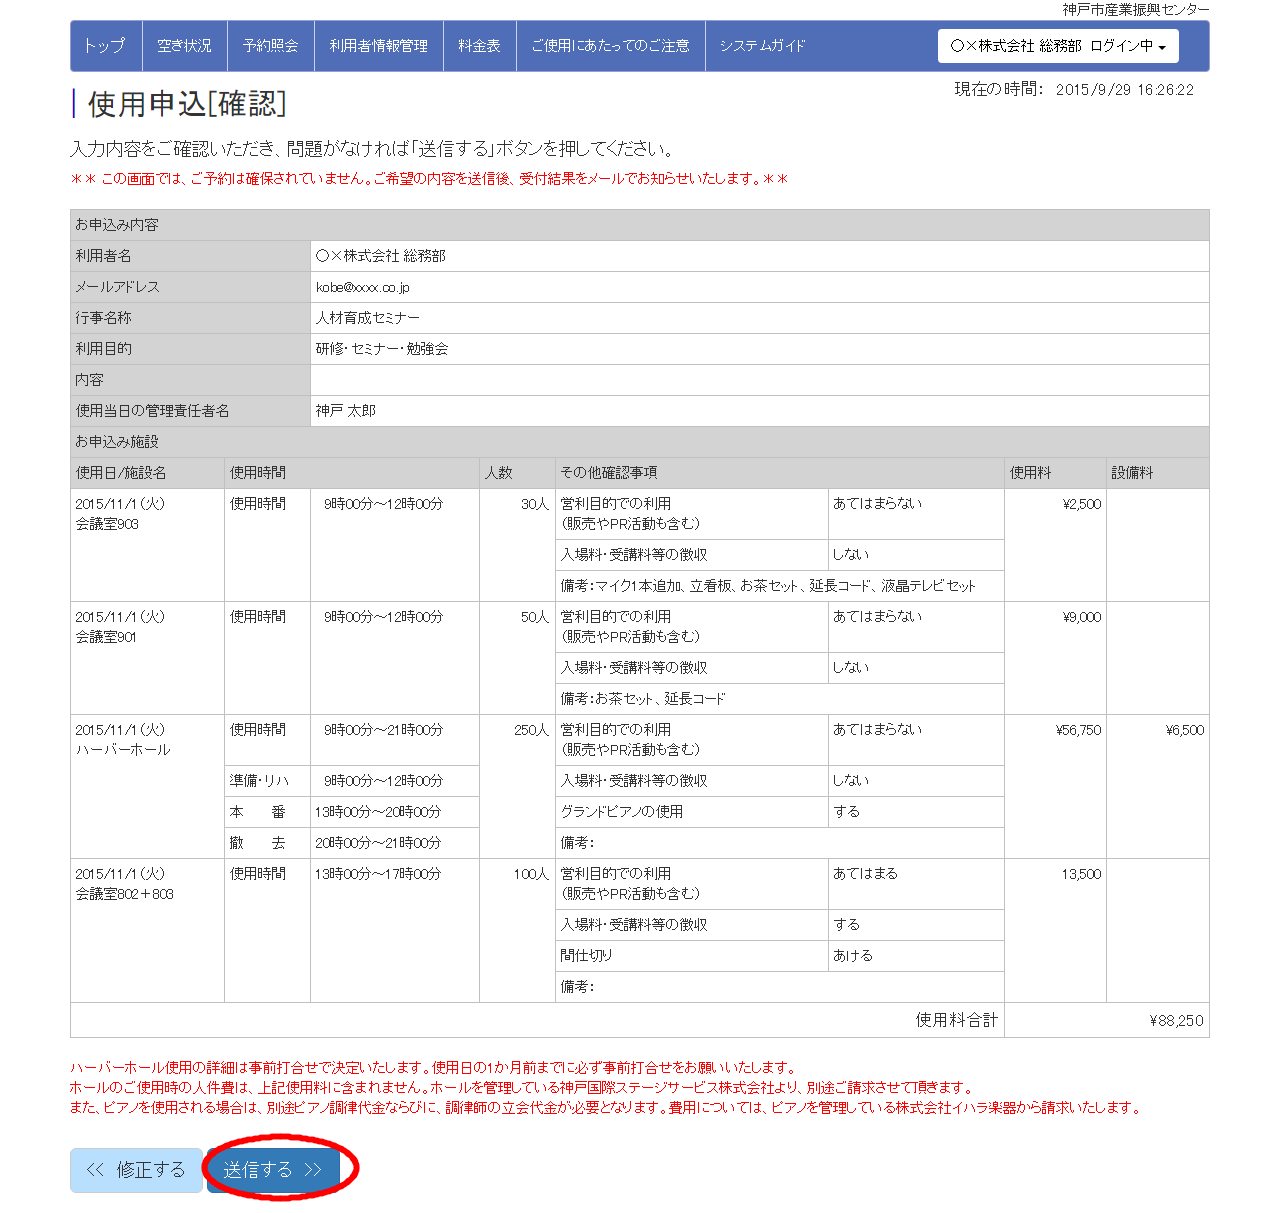 神戸市産業振興センター
トップ 空き状況 予約照会 利用者情報管理 料金表 ご使用にあたってのご注意 システムガイド 〇×株式会社 総務部 ログイン中
現在の時間： 2015/9/29 16:26:22
使用申込[確認]
入力内容をご確認いただき、問題がなければ「送信する」ボタンを押してください。
＊＊ この画面では、ご予約は確保されていません。ご希望の内容を送信後、受付結果をメールでお知らせいたします。＊＊
お申込み内容
利用者名 〇×株式会社 総務部
メールアドレス kobe@xxxx.co.jp
行事名称 人材育成セミナー
利用目的 研修・セミナー・勉強会
内容
使用当日の管理責任者名 神戸 太郎
お申込み施設
使用日/施設名 使用時間 人数 その他確認事項 使用料 設備料
2015/11/1（火） 使用時間 9時00分～12時00分 30人 営利目的での利用 あてはまらない ¥2,500
会議室903 （販売やPR活動も含む）
入場料・受講料等の徴収 しない
備考：マイク1本追加、立看板、お茶セット、延長コード、液晶テレビセット
2015/11/1（火） 使用時間 9時00分～12時00分 50人 営利目的での利用 あてはまらない ¥9,000
会議室901 （販売やPR活動も含む）
入場料・受講料等の徴収 しない
備考：お茶セット、延長コード
2015/11/1（火） 使用時間 9時00分～21時00分 250人 営利目的での利用 あてはまらない ¥56,750 ¥6,500
ハーバーホール （販売やPR活動も含む）
準備・リハ 9時00分～12時00分 入場料・受講料等の徴収 しない
本　番 13時00分～20時00分 グランドピアノの使用 する
撤　去 20時00分～21時00分 備考：
2015/11/1（火） 使用時間 13時00分～17時00分 100人 営利目的での利用 あてはまる 13,500
会議室802＋803 （販売やPR活動も含む）
入場料・受講料等の徴収 する
間仕切り あける
備考：
使用料合計 ¥88,250
ハーバーホール使用の詳細は事前打合せで決定いたします。使用日の1か月前までに必ず事前打合せをお願いいたします。
ホールのご使用時の人件費は、上記使用料に含まれません。ホールを管理している神戸国際ステージサービス株式会社より、別途ご請求させて頂きます。
また、ピアノを使用される場合は、別途ピアノ調律代金ならびに、調律師の立会代金が必要となります。費用については、ピアノを管理している株式会社イハラ楽器から請求いたします。
≪ 修正する 送信する ≫